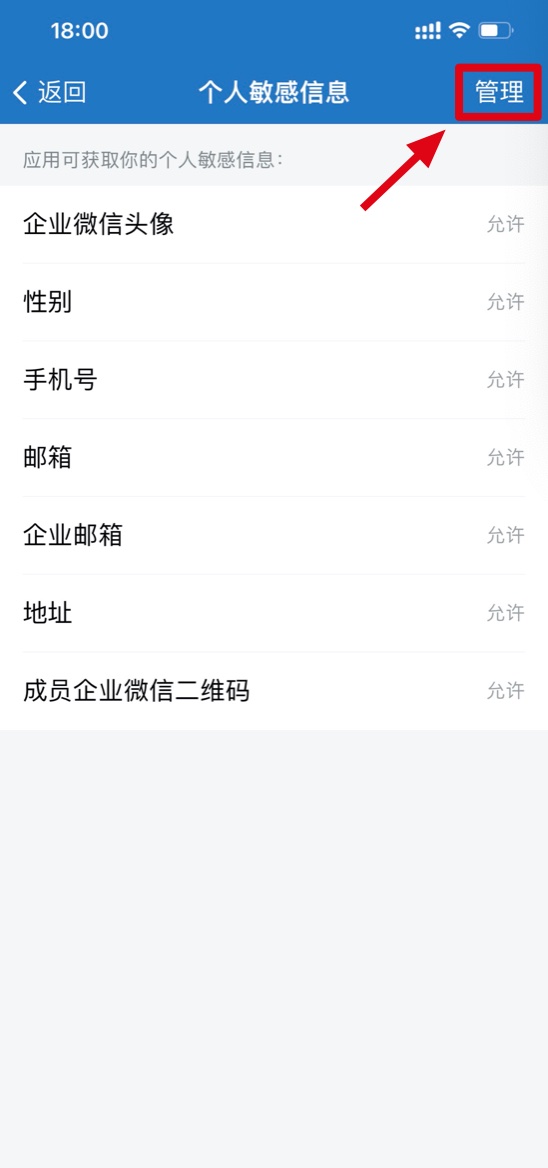 18:00
返回
个人敏感信息
管理
应用可获取你的个人敏感信息:
企业微信头像 允许
性别 允许
手机号 允许
邮箱 允许
企业邮箱 允许
地址 允许
成员企业微信二维码 允许